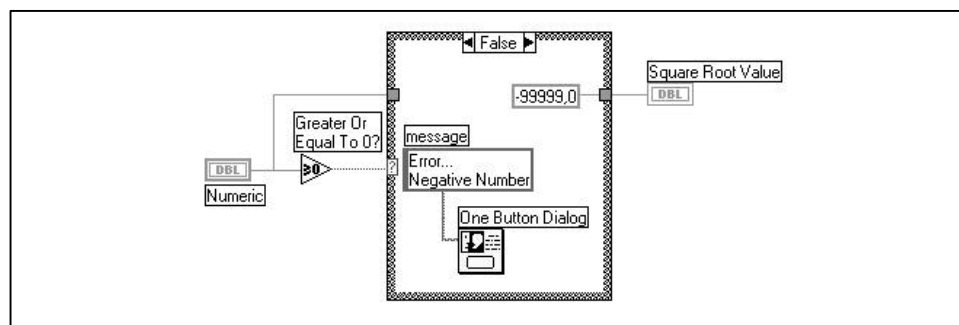 False
Square Root Value
-99999,0
DBL
Greater Or
Equal To 0?
message
Error...
Negative Number
DBL
≥0
?
Numeric
One Button Dialog